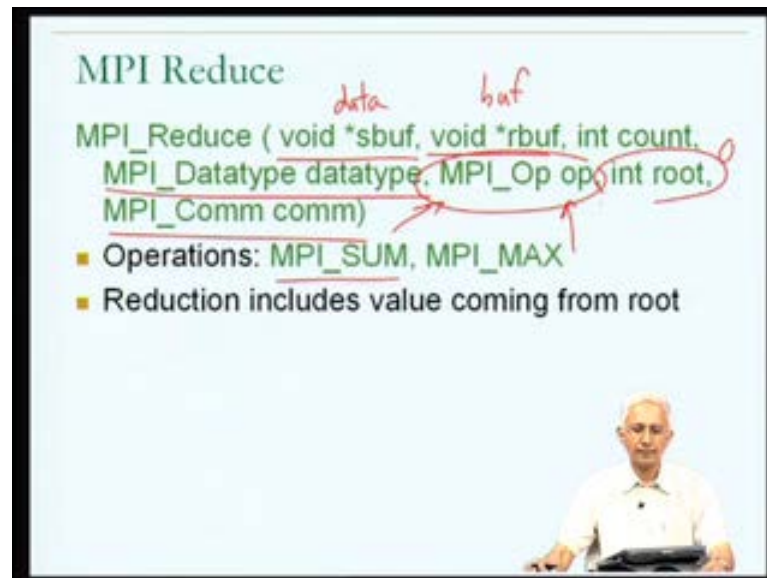 MPI Reduce
data buf
MPI_Reduce ( void *sbuf, void *rbuf, int count,
MPI_Datatype datatype, MPI_Op op, int root,
MPI_Comm comm)
Operations: MPI_SUM, MPI_MAX
Reduction includes value coming from root